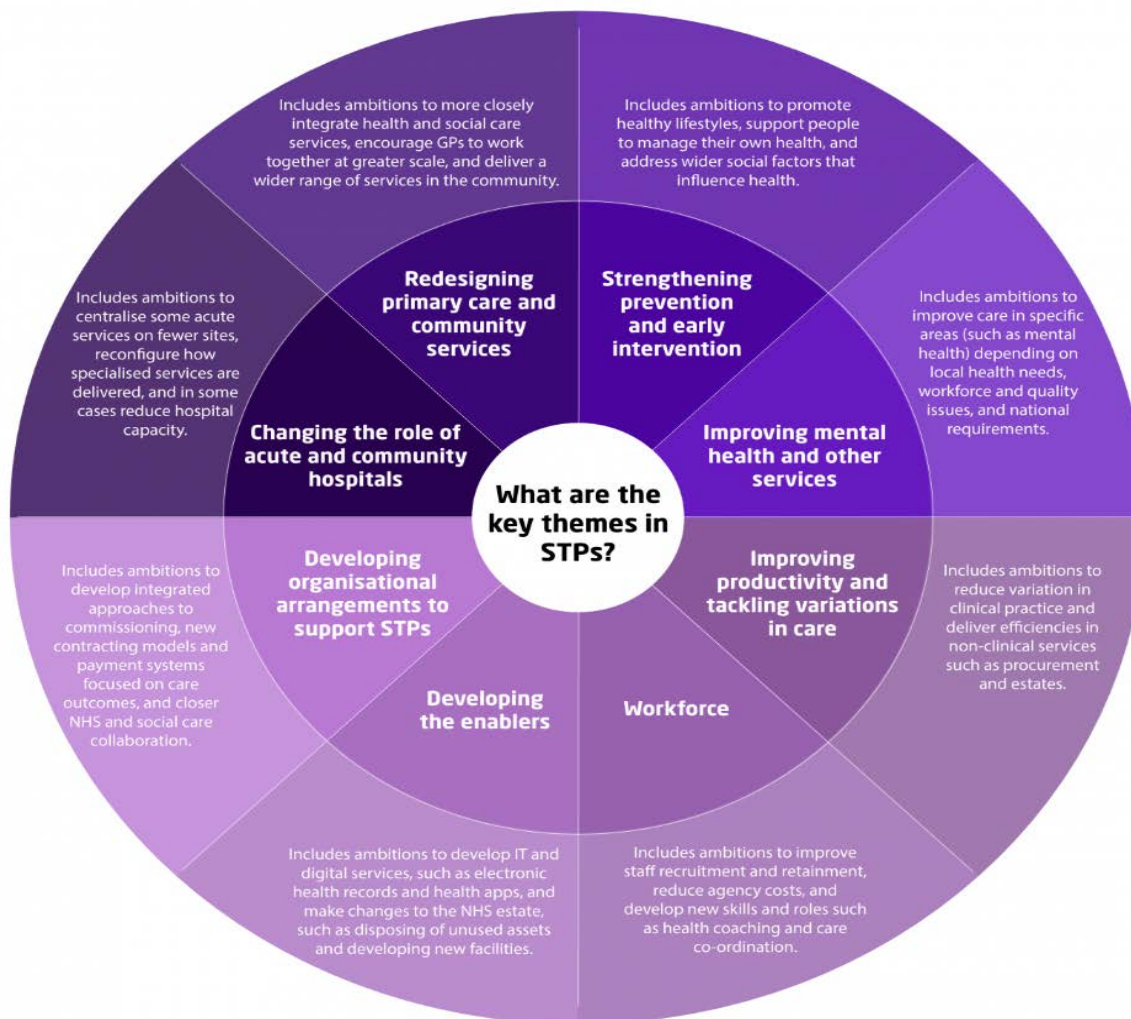 What are the
key themes in
STPs?
Strengthening
prevention
and early
intervention
Includes ambitions to promote
healthy lifestyles, support people
to manage their own health, and
address wider social factors that
influence health.
Improving mental
health and other
services
Includes ambitions to
improve care in specific
areas (such as mental
health) depending on
local health needs,
workforce and quality
issues, and national
requirements.
Improving
productivity and
tackling variations
in care
Includes ambitions to
reduce variation in
clinical practice and
deliver efficiencies in
non-clinical services
such as procurement
and estates.
Workforce
Includes ambitions to improve
staff recruitment and retainment,
reduce agency costs, and
develop new skills and roles such
as health coaching and care
co-ordination.
Developing
the enablers
Includes ambitions to develop IT and
digital services, such as electronic
health records and health apps, and
make changes to the NHS estate,
such as disposing of unused assets
and developing new facilities.
Developing
organisational
arrangements to
support STPs
Includes ambitions to
develop integrated
approaches to
commissioning, new
contracting models and
payment systems
focused on care
outcomes, and closer
NHS and social care
collaboration.
Changing the role of
acute and community
hospitals
Includes ambitions to
centralise some acute
services on fewer sites,
reconfigure how
specialised services are
delivered, and in some
cases reduce hospital
capacity.
Redesigning
primary care and
community
services
Includes ambitions to more closely
integrate health and social care
services, encourage GPs to work
together at greater scale, and deliver a
wider range of services in the community.